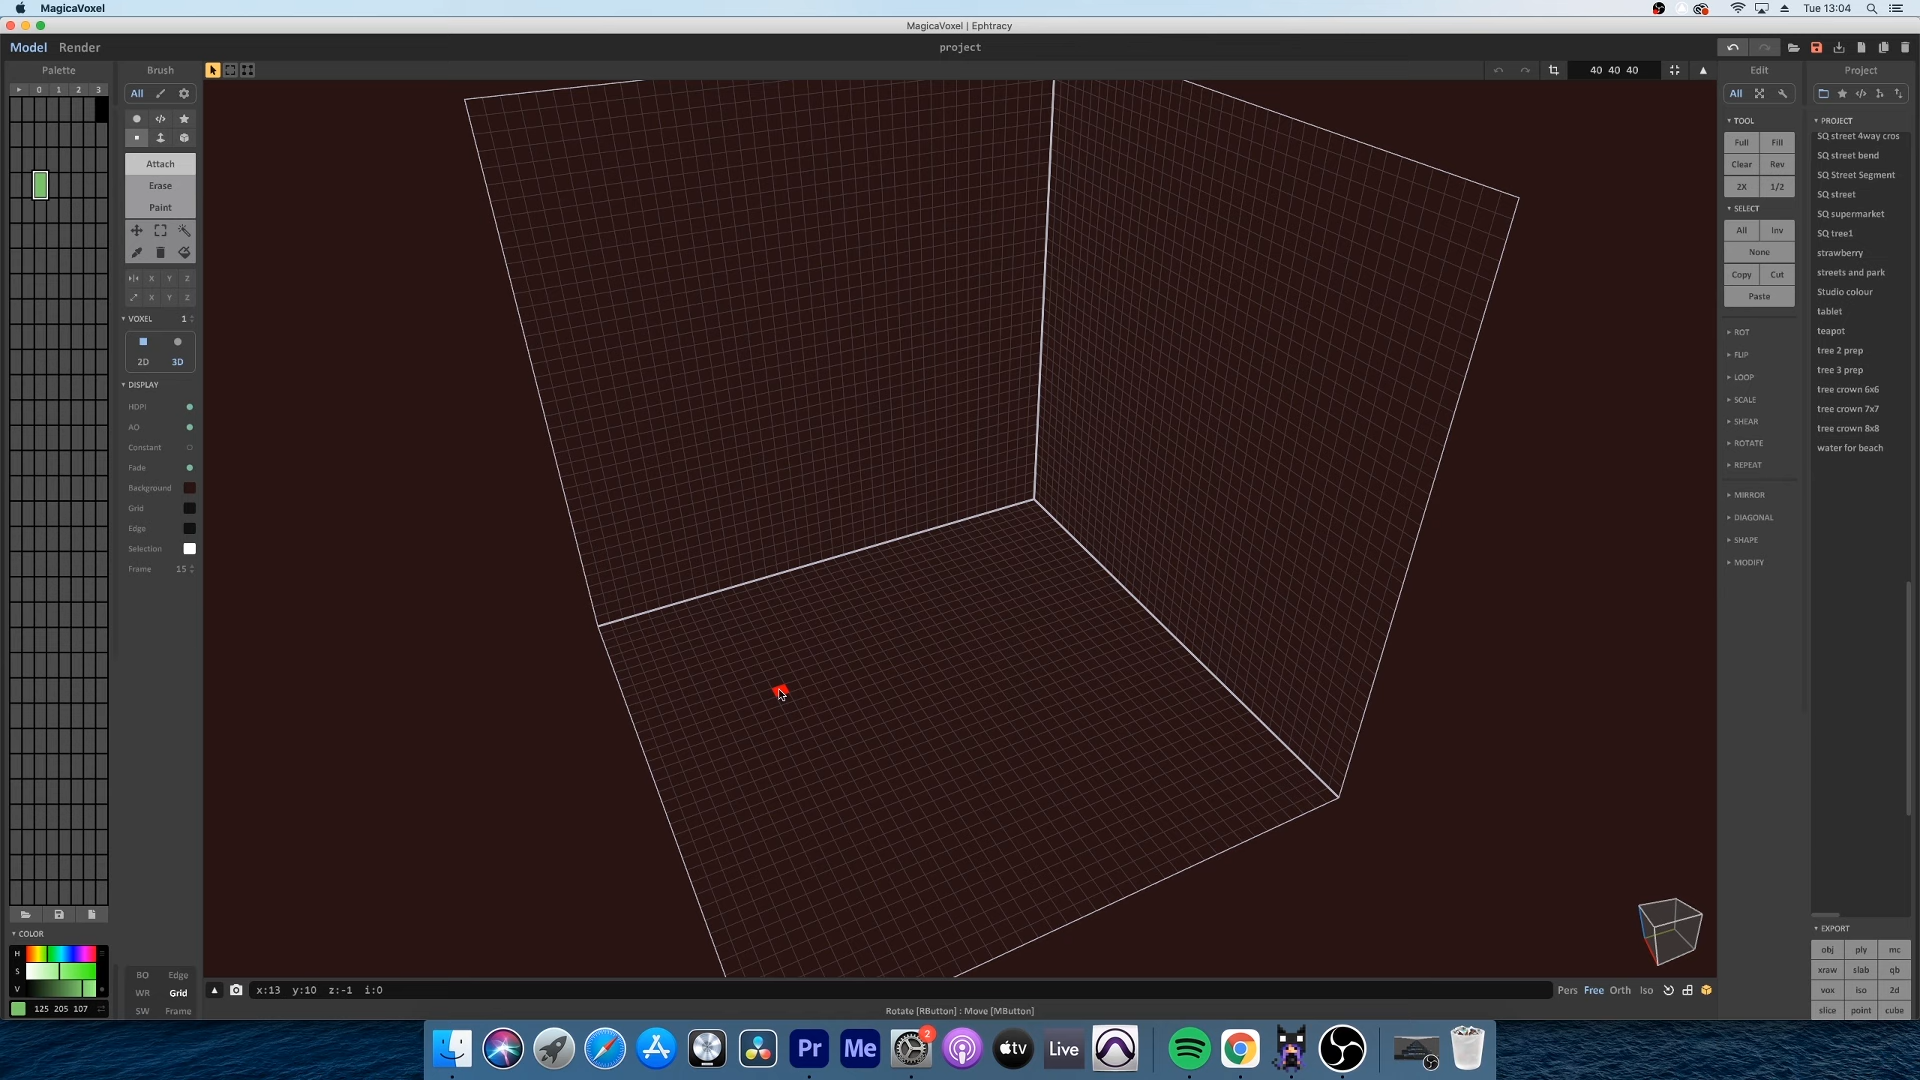 MagicaVoxel
Tue 13:04
MagicaVoxel | Ephtracy
Model Render
project
Palette
Brush
40 40 40
Edit
Project
0 1 2 3
All
All
TOOL
Full Fill
Clear Rev
2X 1/2
SELECT
All Inv
None
Copy Cut
Paste
ROT
FLIP
LOOP
SCALE
SHEAR
ROTATE
REPEAT
MIRROR
DIAGONAL
SHAPE
MODIFY
PROJECT
SQ street 4way cros
SQ street bend
SQ Street Segment
SQ street
SQ supermarket
SQ tree1
strawberry
streets and park
Studio colour
tablet
teapot
tree 2 prep
tree 3 prep
tree crown 6x6
tree crown 7x7
tree crown 8x8
water for beach
Attach
Erase
Paint
X Y Z
X Y Z
VOXEL 1
2D 3D
DISPLAY
HDPI
AO
Constant
Fade
Background
Grid
Edge
Selection
Frame 15
COLOR
H
S
V
125 205 107
BO Edge
WR Grid
SW Frame
x:13 y:10 z:-1 i:0
Pers Free Orth Iso
Rotate [RButton] : Move [MButton]
EXPORT
obj ply mc
xraw slab qb
vox iso 2d
slice point cube
Pr
Me
2
tv
Live